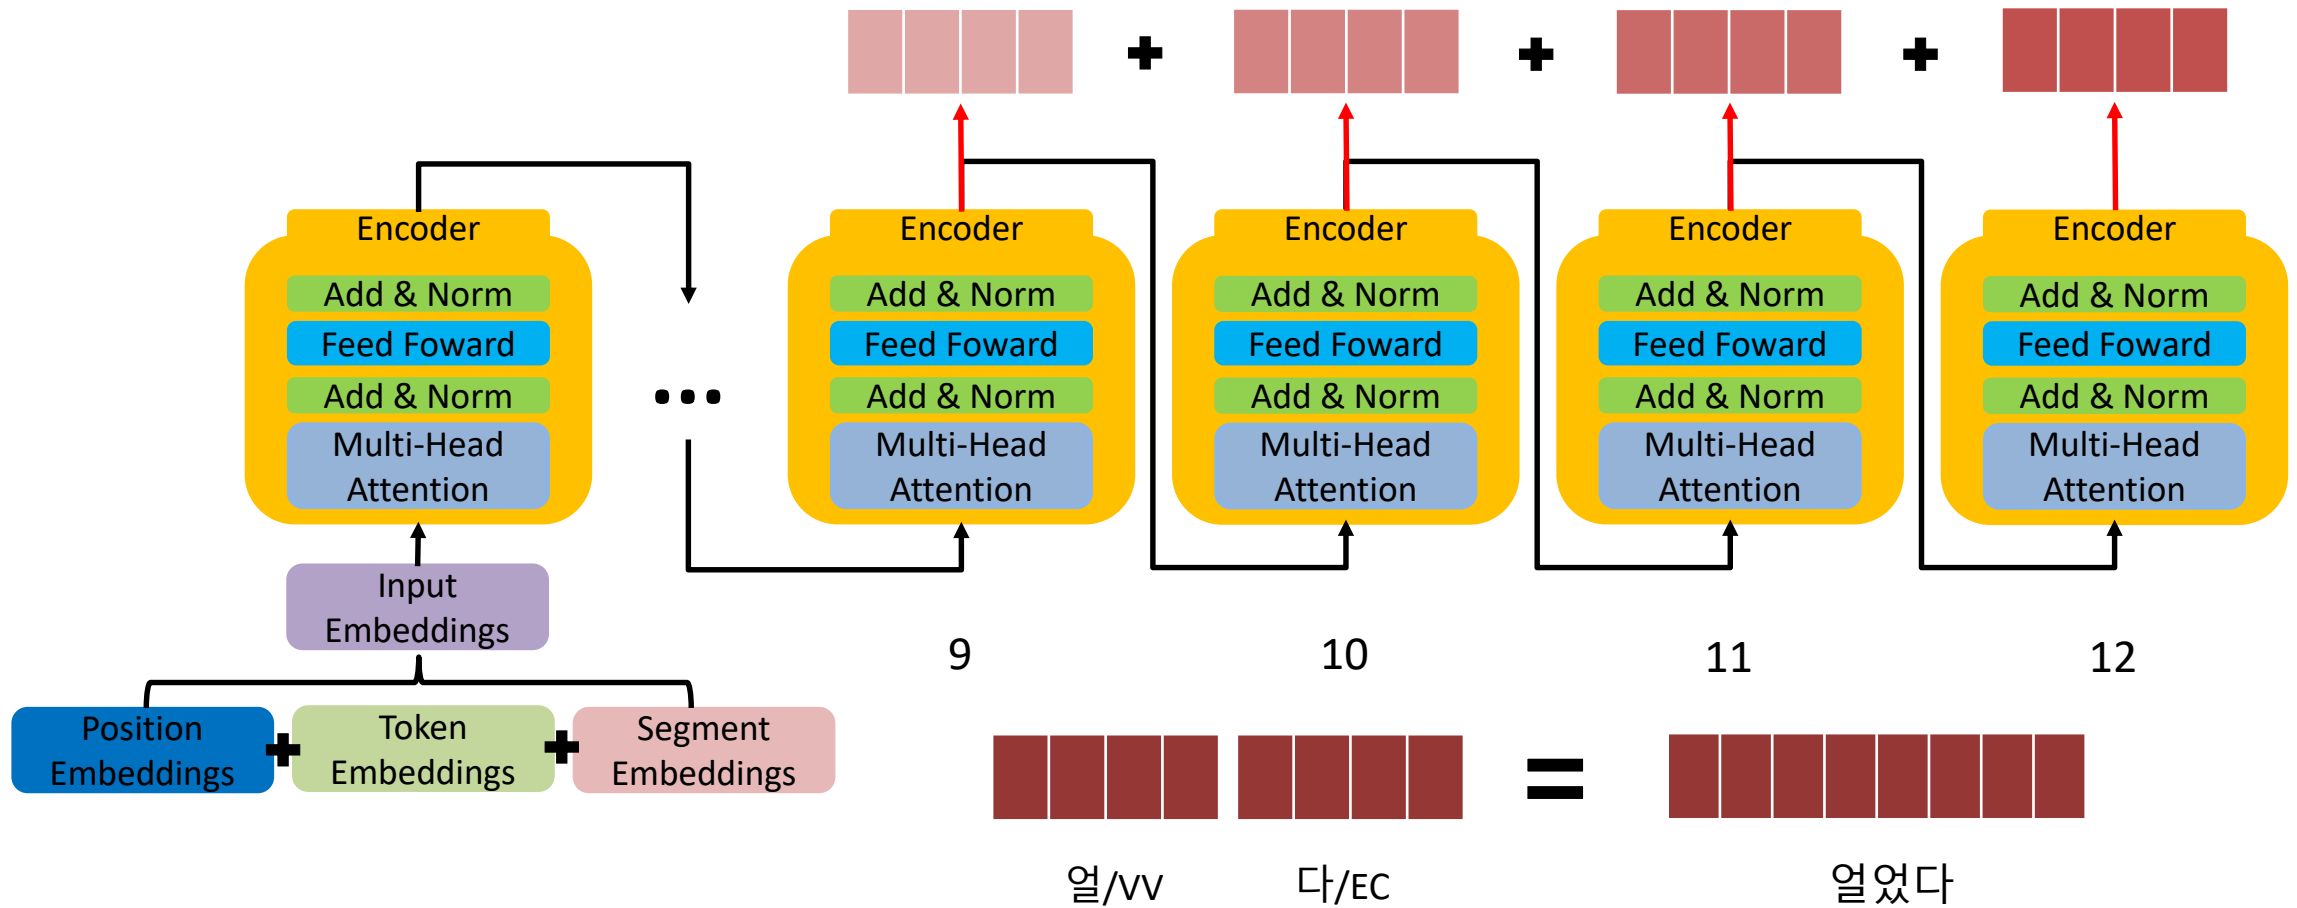 Encoder
Add & Norm
Feed Foward
Add & Norm
Multi-Head
Attention
Input
Embeddings
Position
Embeddings
+
Token
Embeddings
+
Segment
Embeddings
...
+
+
+
Encoder
Add & Norm
Feed Foward
Add & Norm
Multi-Head
Attention
9
Encoder
Add & Norm
Feed Foward
Add & Norm
Multi-Head
Attention
10
Encoder
Add & Norm
Feed Foward
Add & Norm
Multi-Head
Attention
11
Encoder
Add & Norm
Feed Foward
Add & Norm
Multi-Head
Attention
12
=
얼/VV
다/EC
얼었다